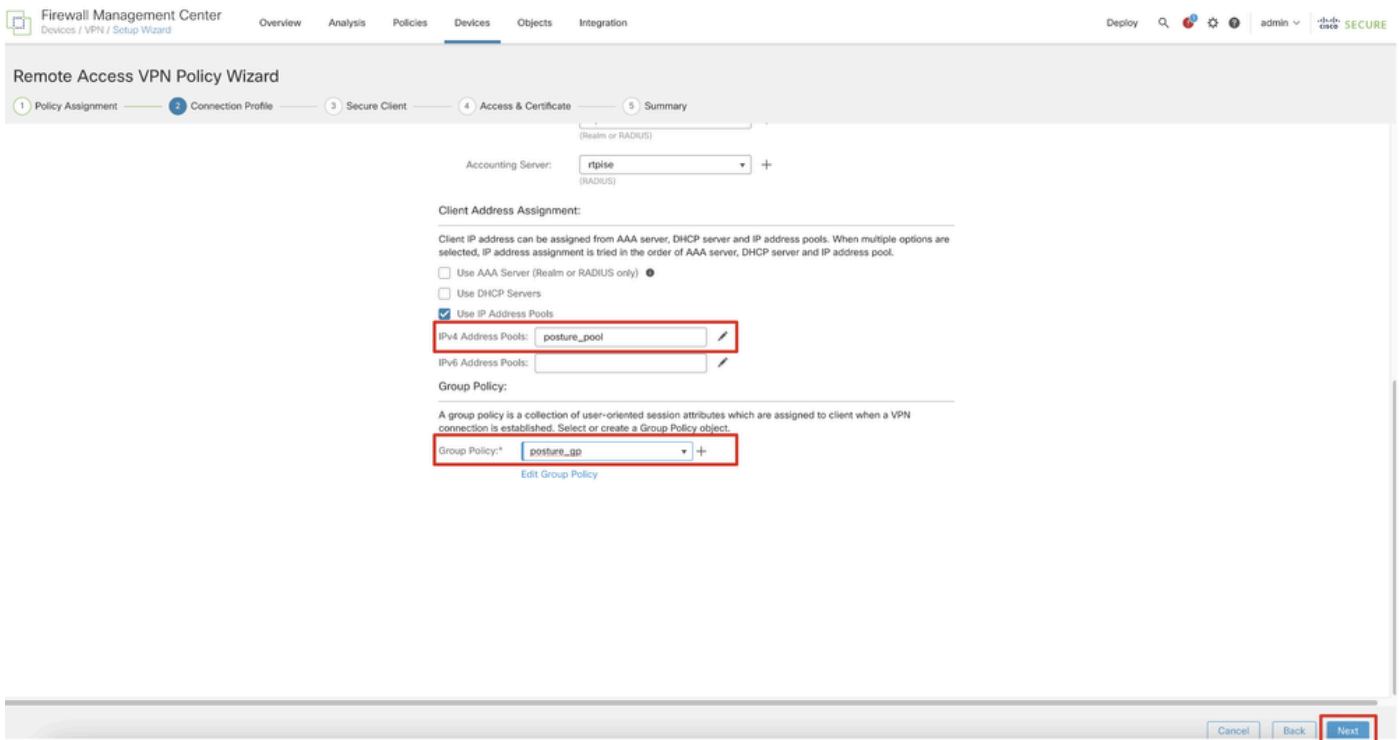 Firewall Management Center
Devices / VPN / Setup Wizard
Overview Analysis Policies Devices Objects Integration
Deploy admin cisco SECURE
Remote Access VPN Policy Wizard
1 Policy Assignment 2 Connection Profile 3 Secure Client 4 Access & Certificate 5 Summary
(Realm or RADIUS)
Accounting Server: rtpise
(RADIUS)
Client Address Assignment:
Client IP address can be assigned from AAA server, DHCP server and IP address pools. When multiple options are
selected, IP address assignment is tried in the order of AAA server, DHCP server and IP address pool.
Use AAA Server (Realm or RADIUS only)
Use DHCP Servers
Use IP Address Pools
IPv4 Address Pools: posture_pool
IPv6 Address Pools:
Group Policy:
A group policy is a collection of user-oriented session attributes which are assigned to client when a VPN
connection is established. Select or create a Group Policy object.
Group Policy:* posture_gp
Edit Group Policy
Cancel Back Next